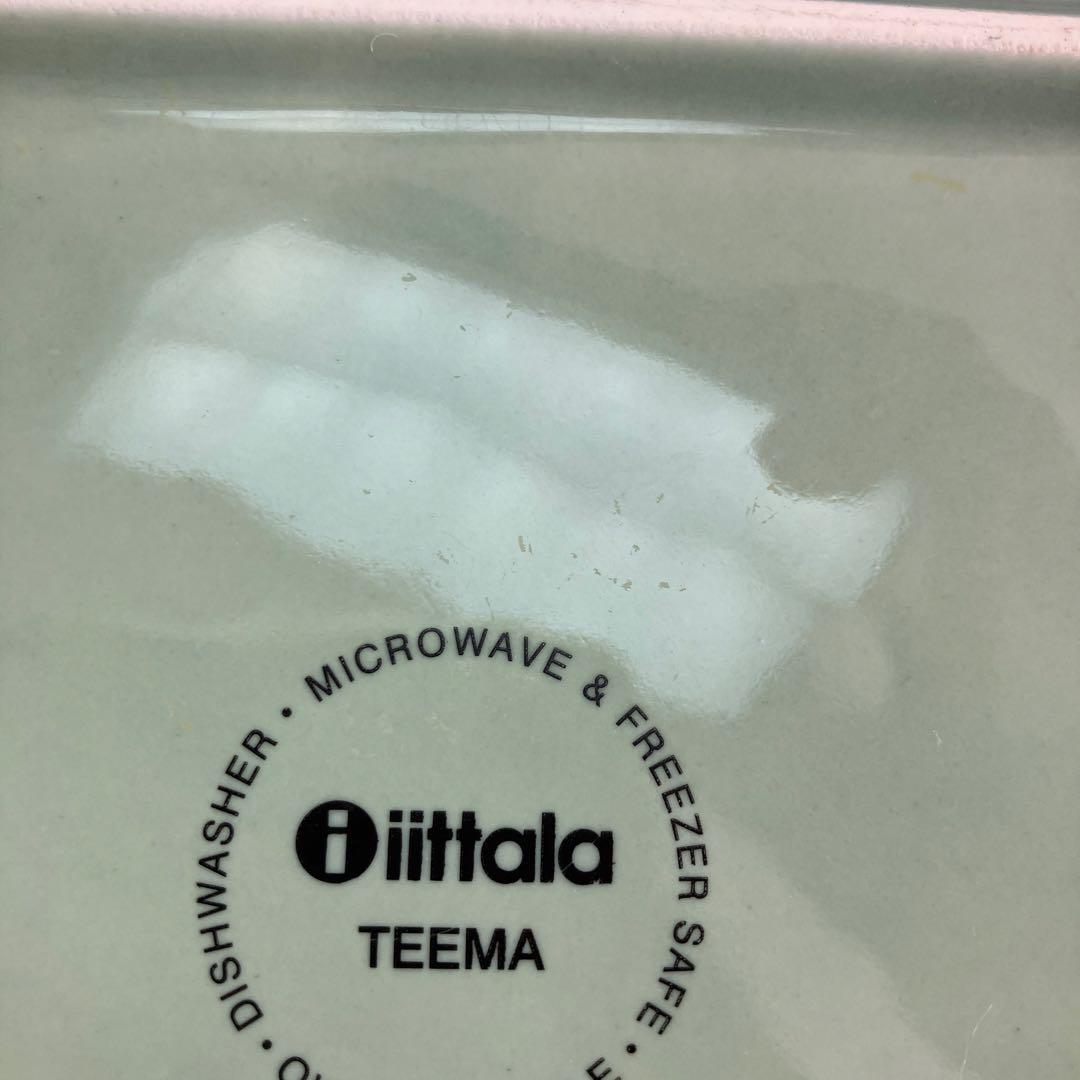 DISHWASHER · MICROWAVE & FREEZER SAFE ·
iittala
TEEMA